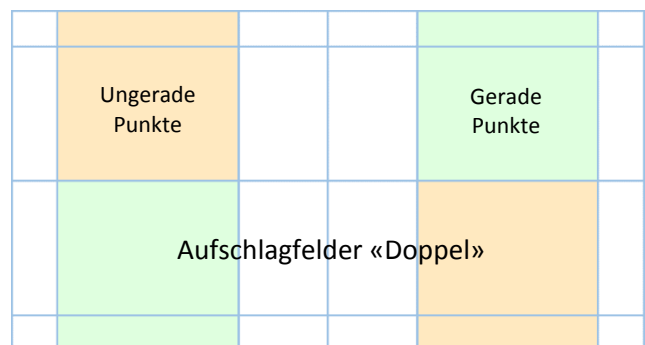 Ungerade
Punkte
Gerade
Punkte
Aufschlagfelder «Doppel»